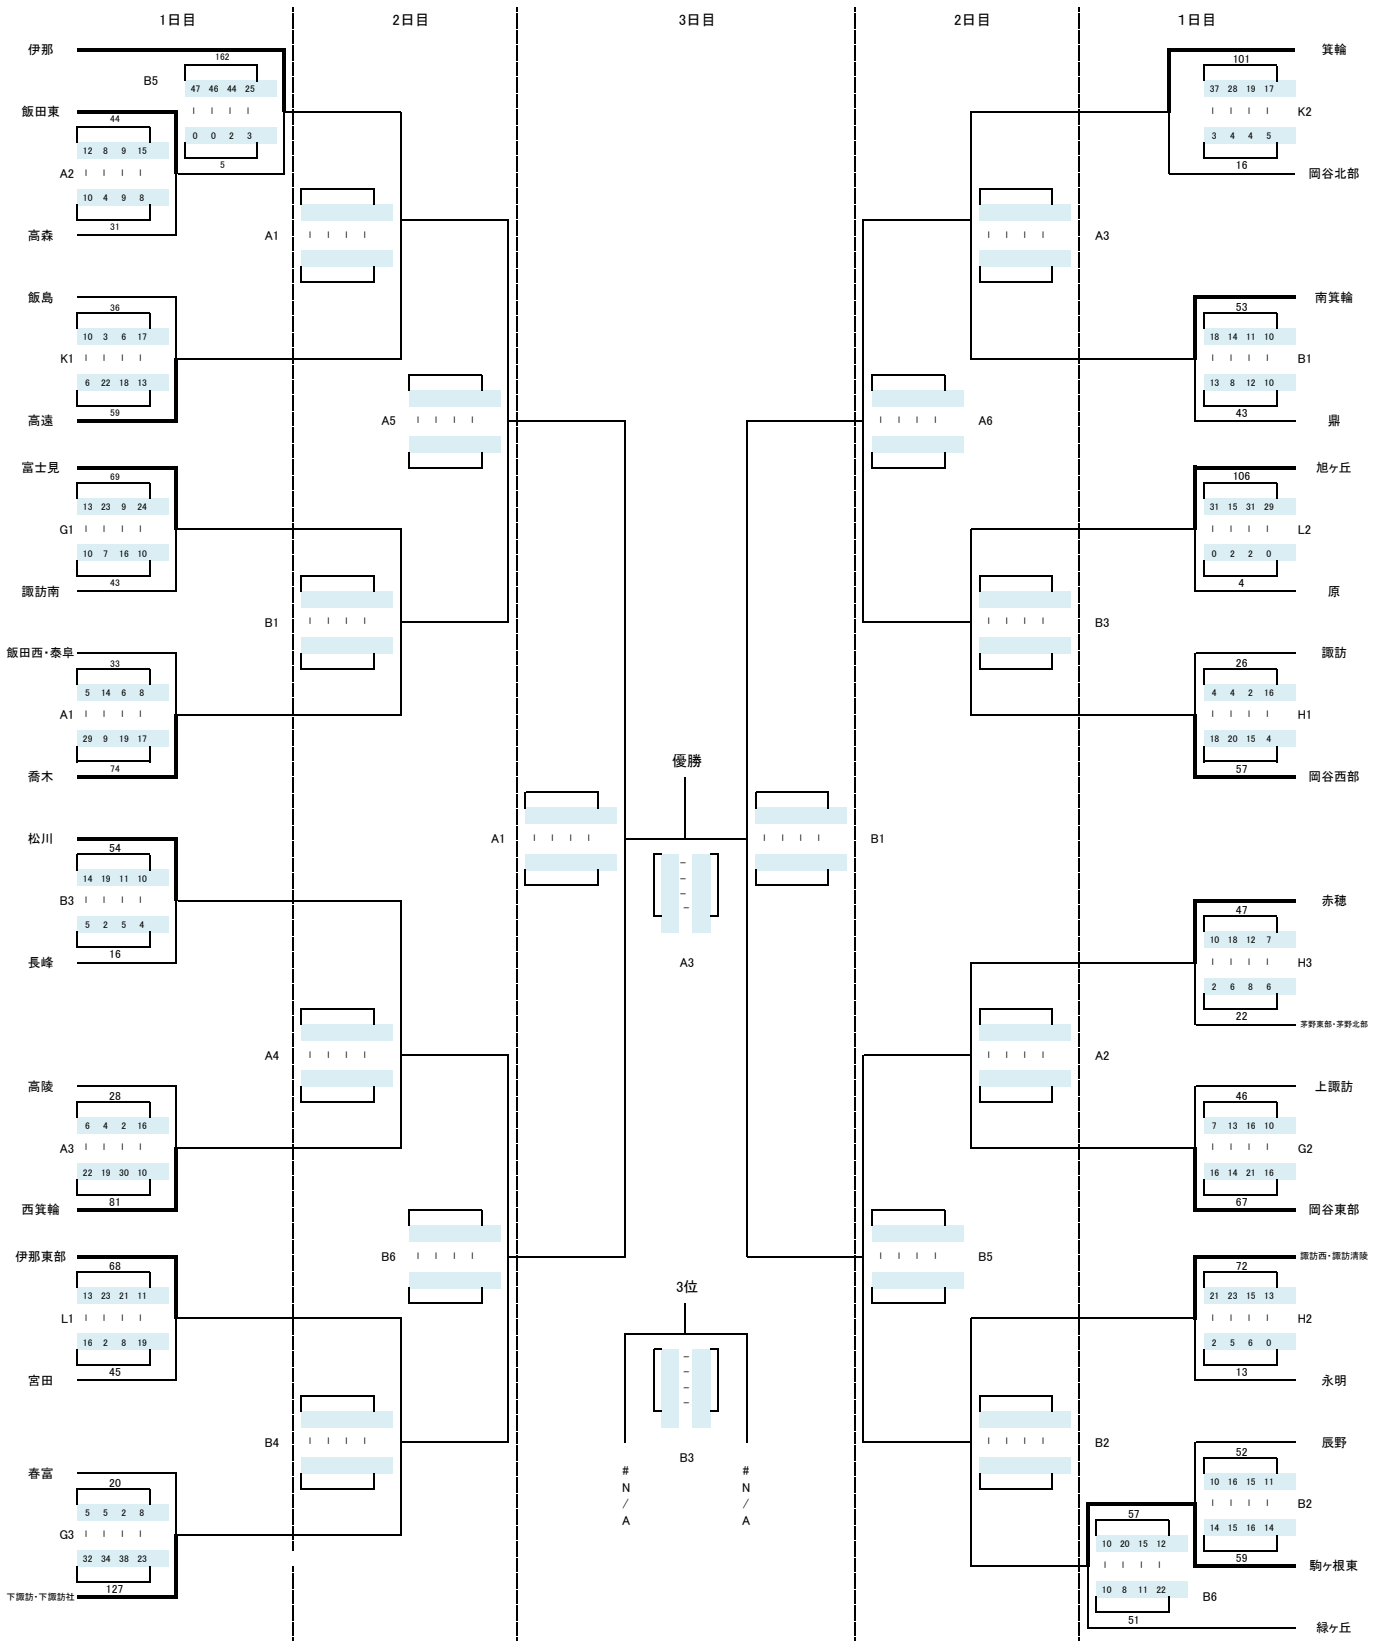 1日目 2日目 3日目 2日目 1日目
伊那
162
B5
47 46 44 25
0 0 2 3
5
飯田東
44
12 8 9 15
A2
10 4 9 8
31
高森
A1
飯島
36
10 3 6 17
K1
6 22 18 13
59
高遠
A5
富士見
69
13 23 9 24
G1
10 7 16 10
43
諏訪南
B1
飯田西・泰阜
33
5 14 6 8
A1
29 9 19 17
74
喬木
松川
54
14 19 11 10
B3
5 2 5 4
16
長峰
A4
高陵
28
6 4 2 16
A3
22 19 30 10
81
西箕輪
B6
伊那東部
68
13 23 21 11
L1
16 2 8 19
45
宮田
B4
春富
20
5 5 2 8
G3
32 34 38 23
127
下諏訪・下諏訪社
A1
優勝
A3
B1
3位
B3
#N/A
#N/A
箕輪
101
37 28 19 17
K2
3 4 4 5
16
岡谷北部
A3
南箕輪
53
18 14 11 10
B1
13 8 12 10
43
鼎
A6
旭ヶ丘
106
31 15 31 29
L2
0 2 2 0
4
原
B3
諏訪
26
4 4 2 16
H1
18 20 15 4
57
岡谷西部
赤穂
47
10 18 12 7
H3
2 6 8 6
22
茅野東部・茅野北部
A2
上諏訪
46
7 13 16 10
G2
16 14 21 16
67
岡谷東部
B5
諏訪西・諏訪清陵
72
21 23 15 13
H2
2 5 6 0
13
永明
B2
辰野
52
10 16 15 11
B2
14 15 16 14
59
駒ヶ根東
57
10 20 15 12
10 8 11 22
B6
51
緑ヶ丘